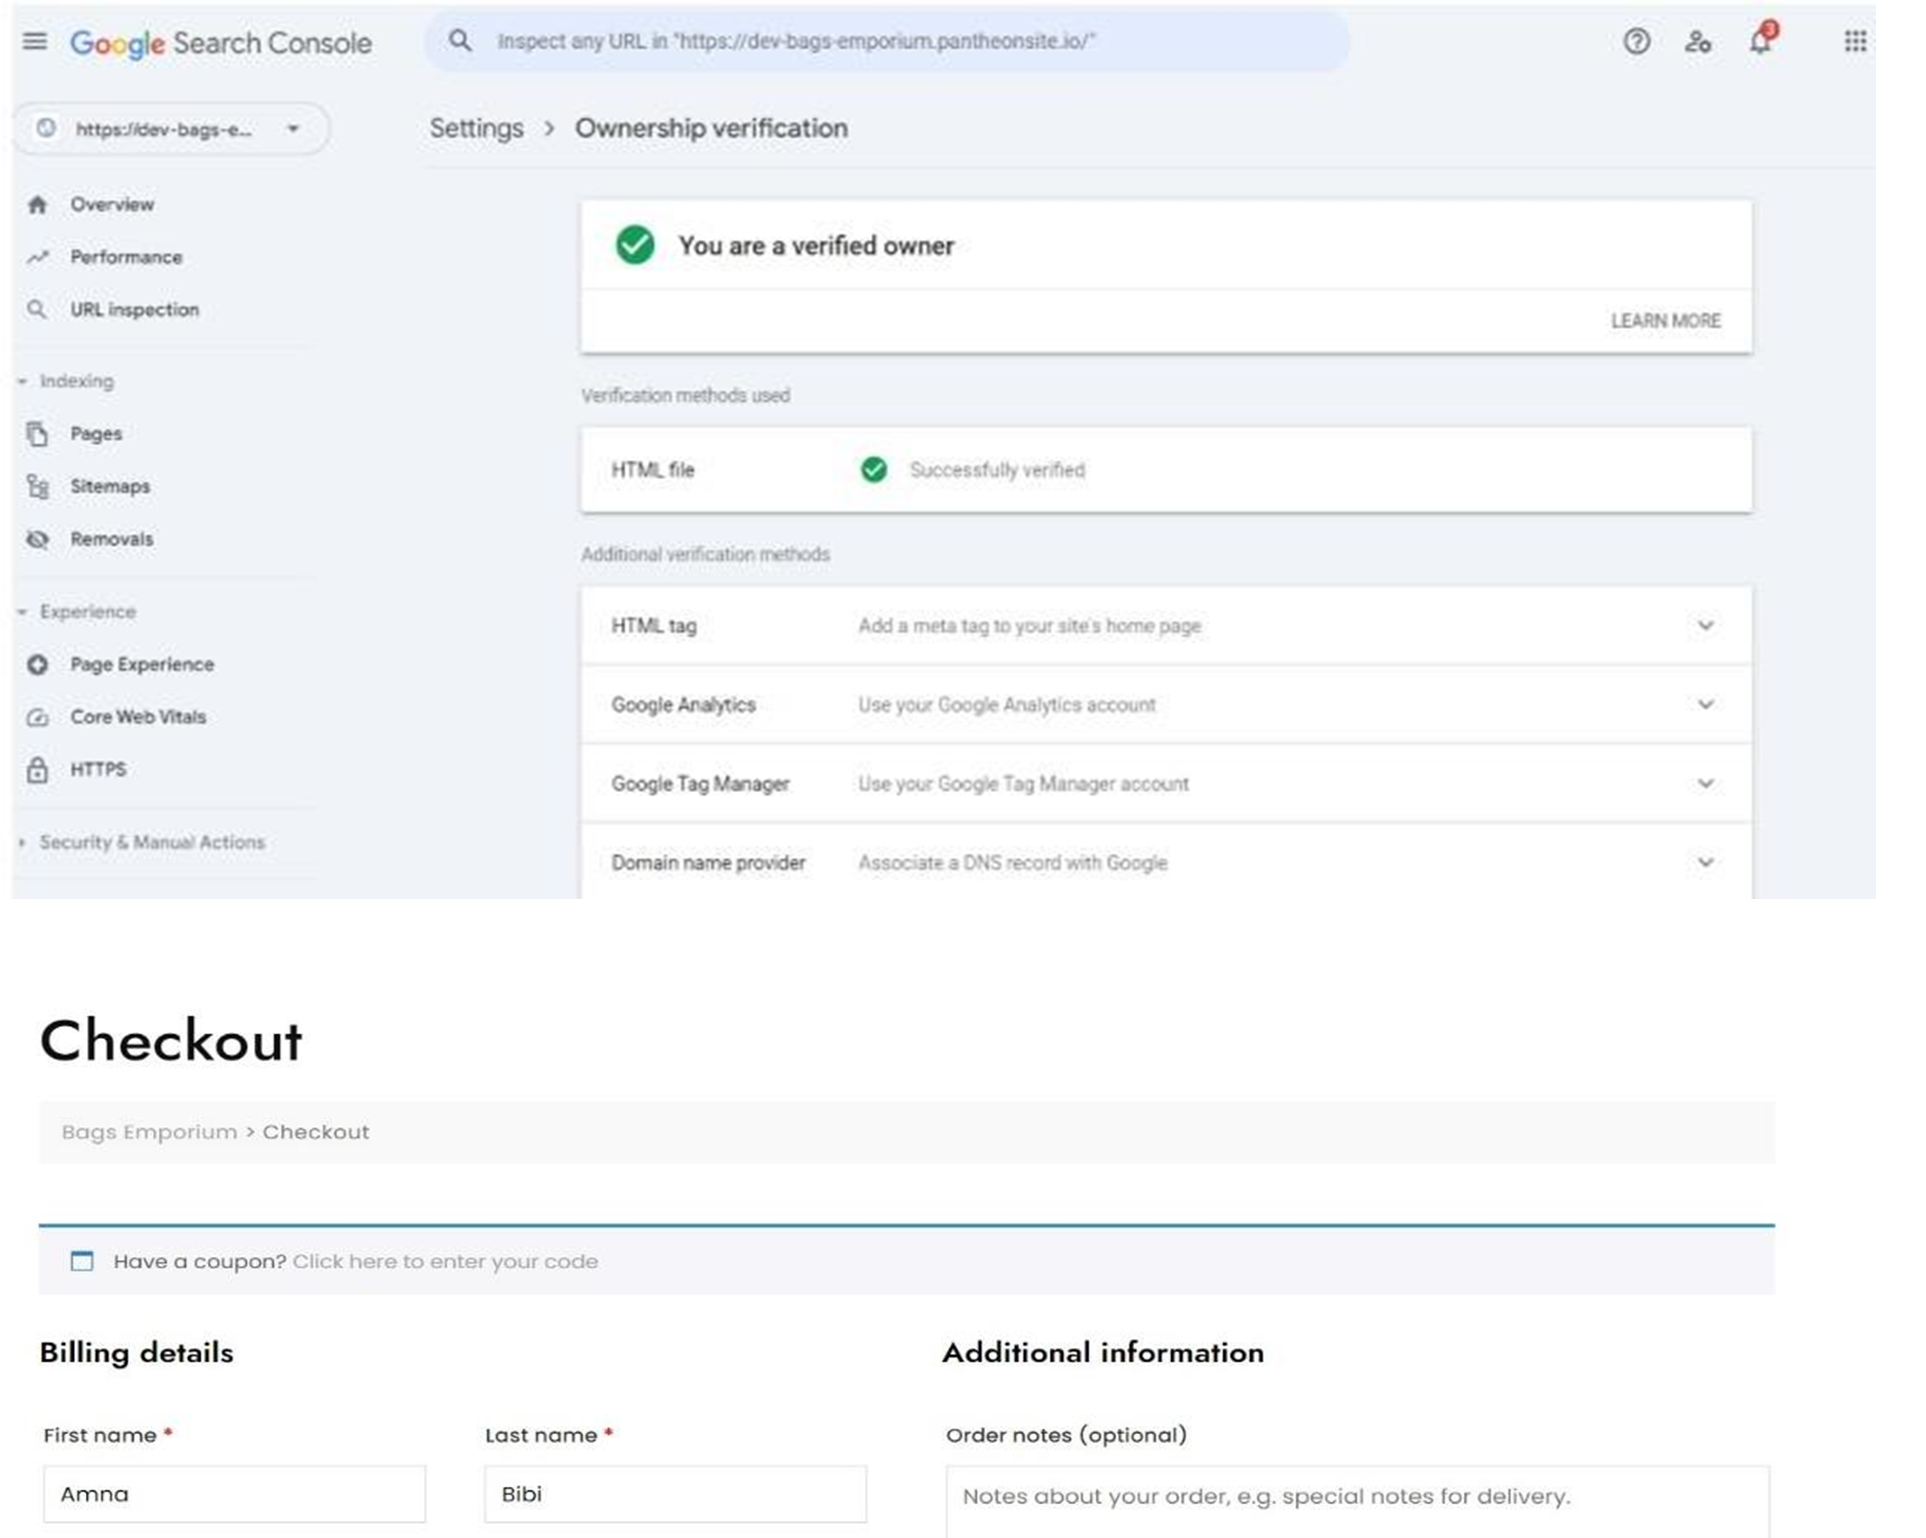 Google Search Console
Inspect any URL in "https://dev-bags-emporium.pantheonsite.io/"
3
https://dev-bags-e...
Settings > Ownership verification
Overview
Performance
URL inspection
Indexing
Pages
Sitemaps
Removals
Experience
Page Experience
Core Web Vitals
HTTPS
Security & Manual Actions
You are a verified owner
LEARN MORE
Verification methods used
HTML file Successfully verified
Additional verification methods
HTML tag Add a meta tag to your site's home page
Google Analytics Use your Google Analytics account
Google Tag Manager Use your Google Tag Manager account
Domain name provider Associate a DNS record with Google
Checkout
Bags Emporium > Checkout
Have a coupon? Click here to enter your code
Billing details
First name *
Last name *
Amna
Bibi
Additional information
Order notes (optional)
Notes about your order, e.g. special notes for delivery.